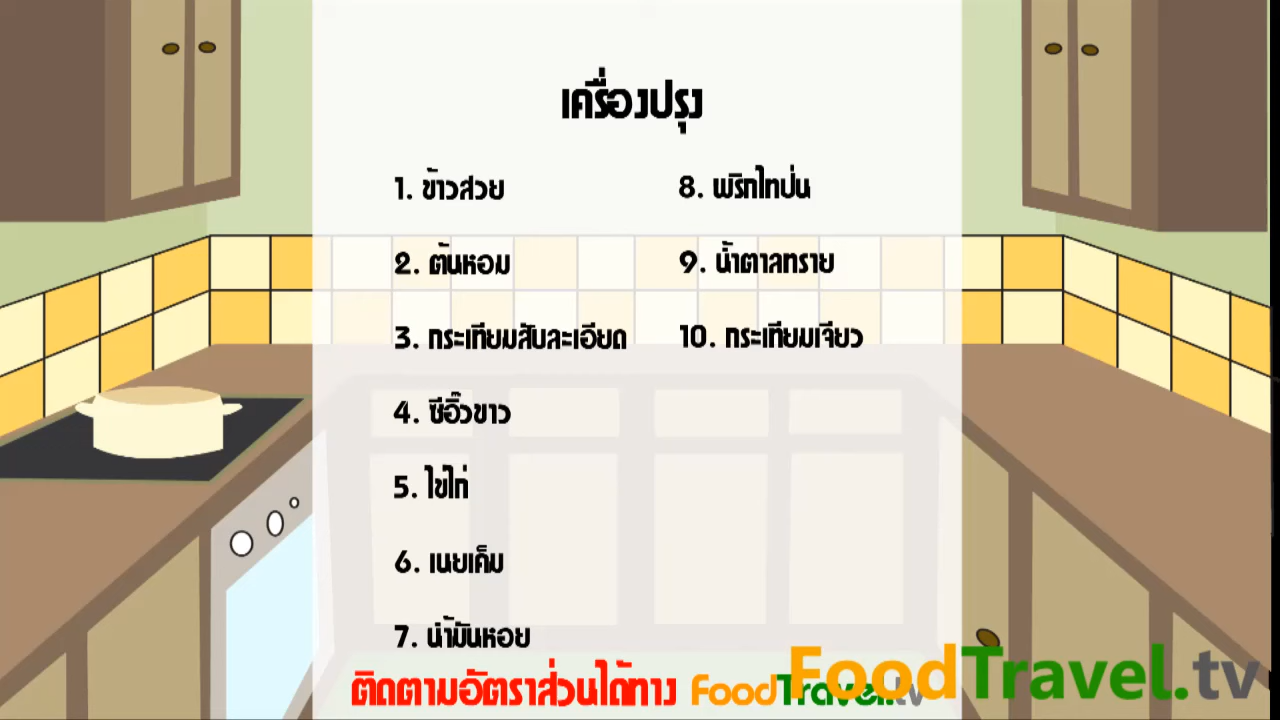 เครื่องปรุง
1. ข้าวสวย
2. ต้นหอม
3. กระเทียมสับละเอียด
4. ซีอิ๊วขาว
5. ไข่ไก่
6. เนยเค็ม
7. น้ำมันหอย
8. พริกไทป่น
9. น้ำตาลทราย
10. กระเทียมเจียว
ติดตามอัตราส่วนได้ทาง FoodTravel.tv
FoodTravel.tv